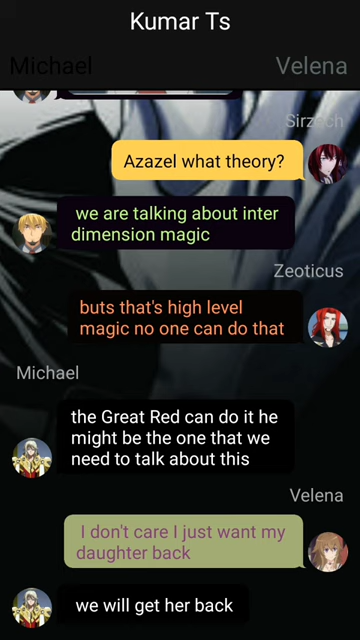 Kumar Ts
Michael
Velena
Sirzech
Azazel what theory?
we are talking about inter
dimension magic
Zeoticus
buts that's high level
magic no one can do that
Michael
the Great Red can do it he
might be the one that we
need to talk about this
Velena
I don't care I just want my
daughter back
we will get her back